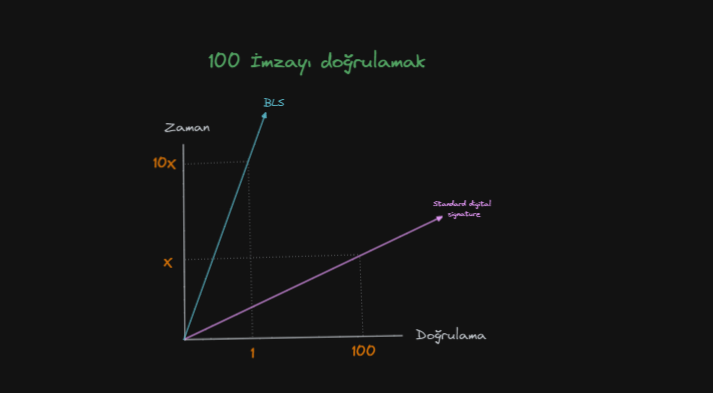 100 İmzayı doğrulamak
BLS
Zaman
10x
Standard digital
signature
x
Doğrulama
1
100